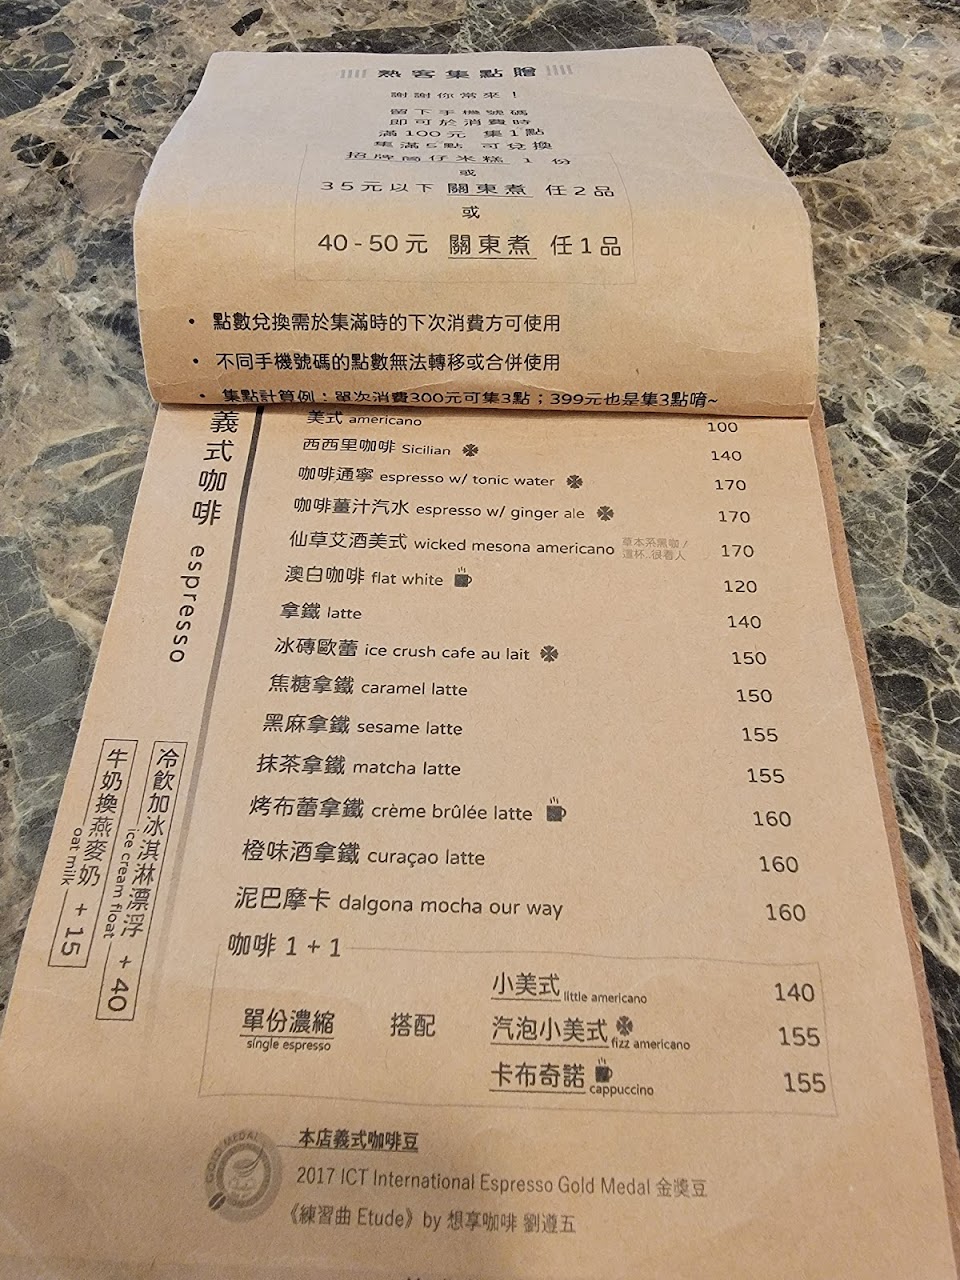 熟客集點贈
謝謝你常來！
留下手機號碼
即可於消費時
滿100元 集1點
集滿5點 可兌換
招牌筒仔米糕 1 份
或
35元以下 關東煮 任2品
或
40-50元 關東煮 任1品
• 點數兌換需於集滿時的下次消費方可使用
• 不同手機號碼的點數無法轉移或合併使用
• 集點計算例：單次消費300元可集3點；399元也是集3點唷~
義式咖啡 espresso
美式 americano 100
西西里咖啡 Sicilian 140
咖啡通寧 espresso w/ tonic water 170
咖啡薑汁汽水 espresso w/ ginger ale 170
仙草艾酒美式 wicked mesona americano 草本系黑咖 / 這杯..很看人 170
澳白咖啡 flat white 120
拿鐵 latte 140
冰磚歐蕾 ice crush cafe au lait 150
焦糖拿鐵 caramel latte 150
黑麻拿鐵 sesame latte 155
抹茶拿鐵 matcha latte 155
烤布蕾拿鐵 crème brûlée latte 160
橙味酒拿鐵 curaçao latte 160
泥巴摩卡 dalgona mocha our way 160
冷飲加冰淇淋漂浮 ice cream float + 40
牛奶換燕麥奶 oat milk + 15
咖啡 1 + 1
單份濃縮 single espresso 搭配
小美式 little americano 140
汽泡小美式 fizz americano 155
卡布奇諾 cappuccino 155
GOLD MEDAL
本店義式咖啡豆
2017 ICT International Espresso Gold Medal 金獎豆
《練習曲 Etude》by 想享咖啡 劉遵五